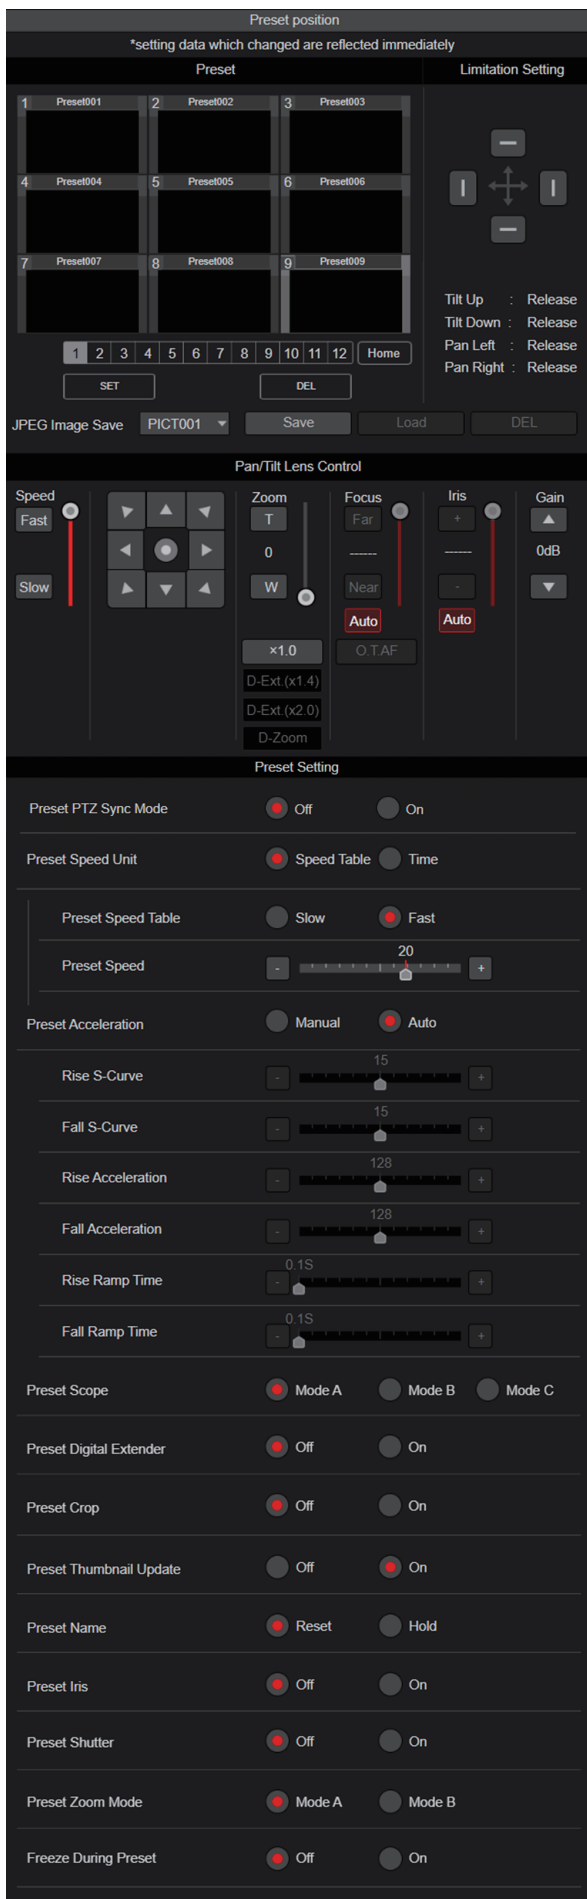 Preset position
*setting data which changed are reflected immediately
Preset Limitation Setting
1 Preset001 2 Preset002 3 Preset003
4 Preset004 5 Preset005 6 Preset006
7 Preset007 8 Preset008 9 Preset009
Tilt Up : Release
Tilt Down : Release
Pan Left : Release
Pan Right : Release
1 2 3 4 5 6 7 8 9 10 11 12 Home
SET DEL
JPEG Image Save PICT001 Save Load DEL
Pan/Tilt Lens Control
Speed Zoom Focus Iris Gain
Fast T Far +
0 ------ ------ 0dB
Slow W Near -
Auto Auto
×1.0 O.T.AF
D-Ext.(x1.4)
D-Ext.(x2.0)
D-Zoom
Preset Setting
Preset PTZ Sync Mode Off On
Preset Speed Unit Speed Table Time
Preset Speed Table Slow Fast
20
Preset Speed - +
Preset Acceleration Manual Auto
15
Rise S-Curve - +
15
Fall S-Curve - +
128
Rise Acceleration - +
128
Fall Acceleration - +
0.1S
Rise Ramp Time - +
0.1S
Fall Ramp Time - +
Preset Scope Mode A Mode B Mode C
Preset Digital Extender Off On
Preset Crop Off On
Preset Thumbnail Update Off On
Preset Name Reset Hold
Preset Iris Off On
Preset Shutter Off On
Preset Zoom Mode Mode A Mode B
Freeze During Preset Off On